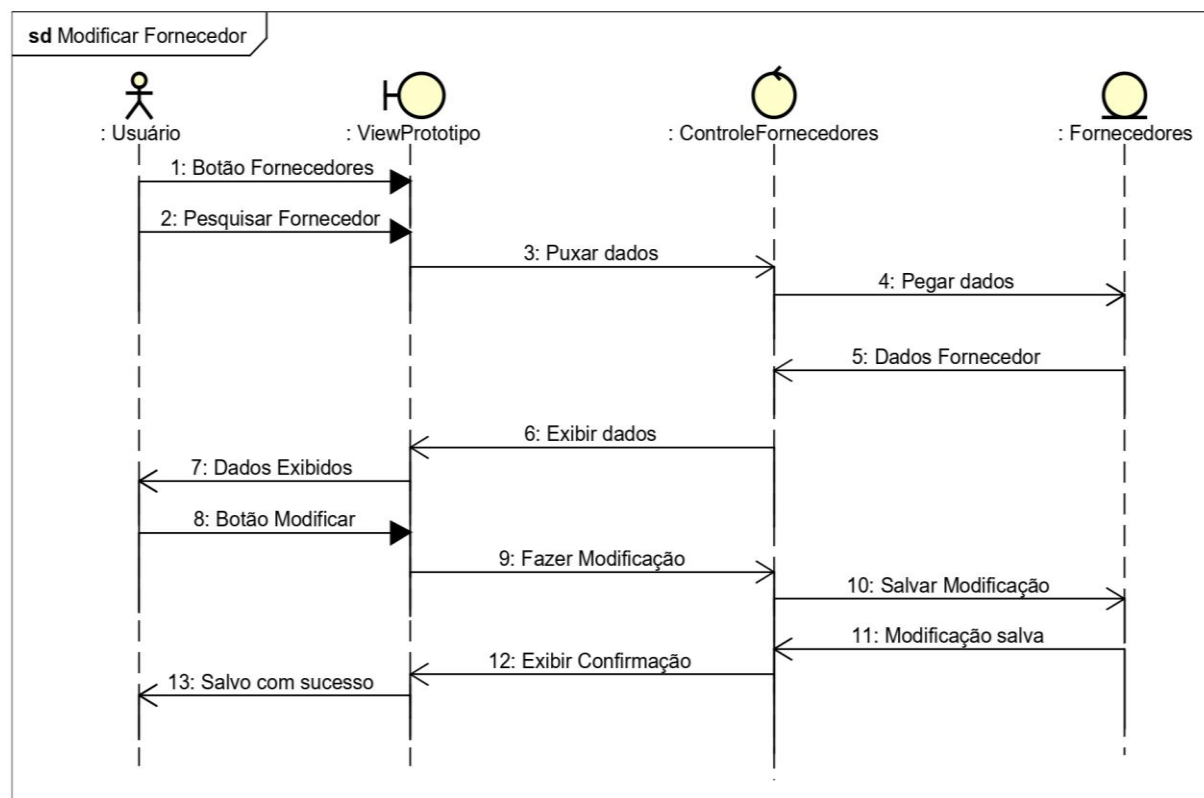 sd Modificar Fornecedor
: Usuário
: ViewPrototipo
: ControleFornecedores
: Fornecedores
1: Botão Fornecedores
2: Pesquisar Fornecedor
3: Puxar dados
4: Pegar dados
5: Dados Fornecedor
6: Exibir dados
7: Dados Exibidos
8: Botão Modificar
9: Fazer Modificação
10: Salvar Modificação
11: Modificação salva
12: Exibir Confirmação
13: Salvo com sucesso